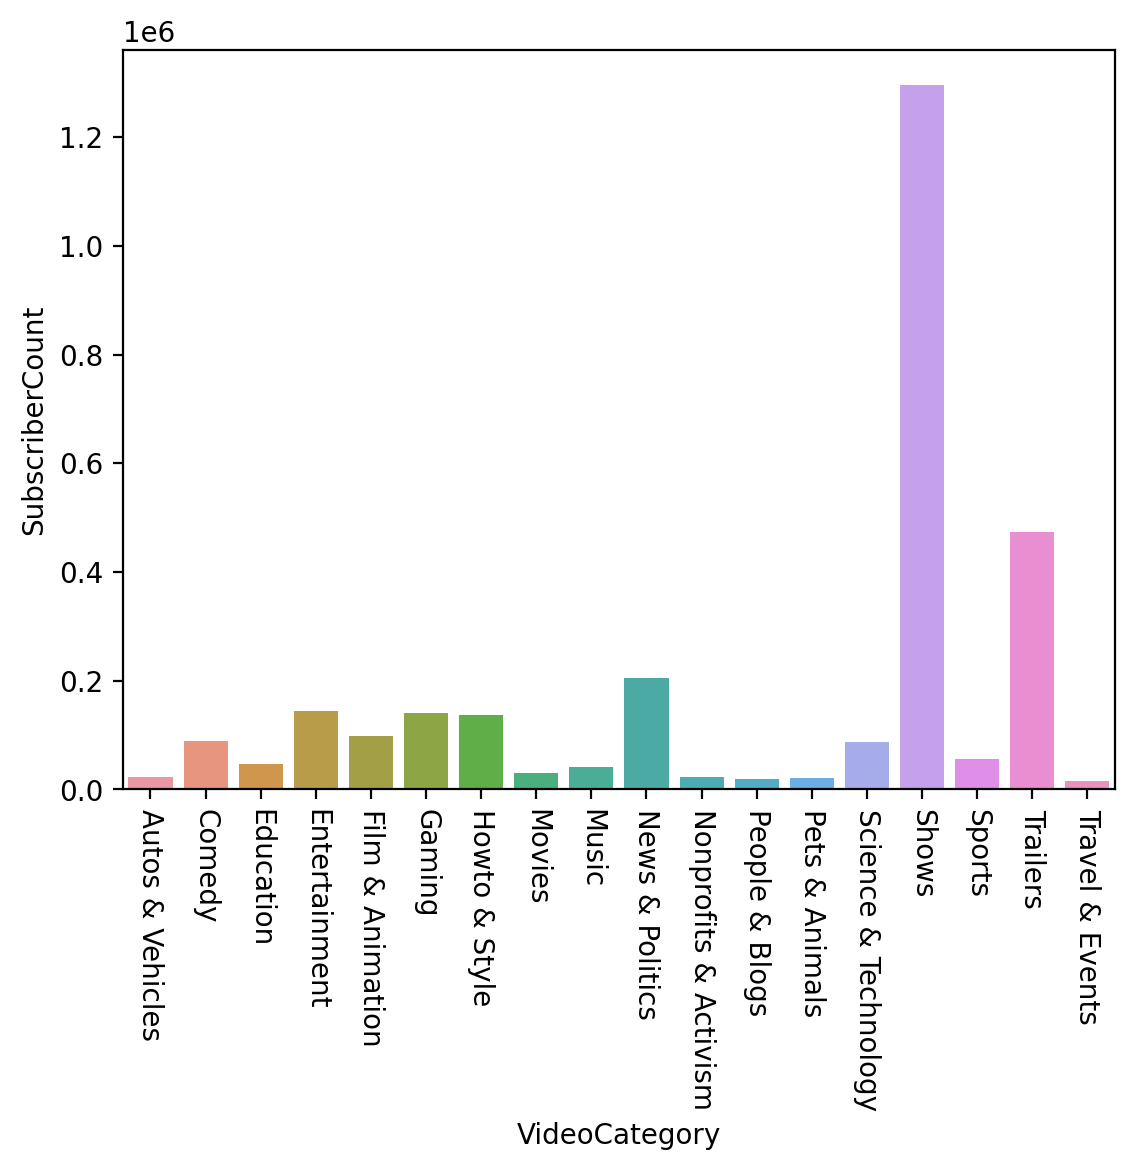 1e6
1.2
1.0
0.8
0.6
0.4
0.2
0.0
SubscriberCount
Autos & Vehicles
Comedy
Education
Entertainment
Film & Animation
Gaming
Howto & Style
Movies
Music
News & Politics
Nonprofits & Activism
People & Blogs
Pets & Animals
Science & Technology
Shows
Sports
Trailers
Travel & Events
VideoCategory